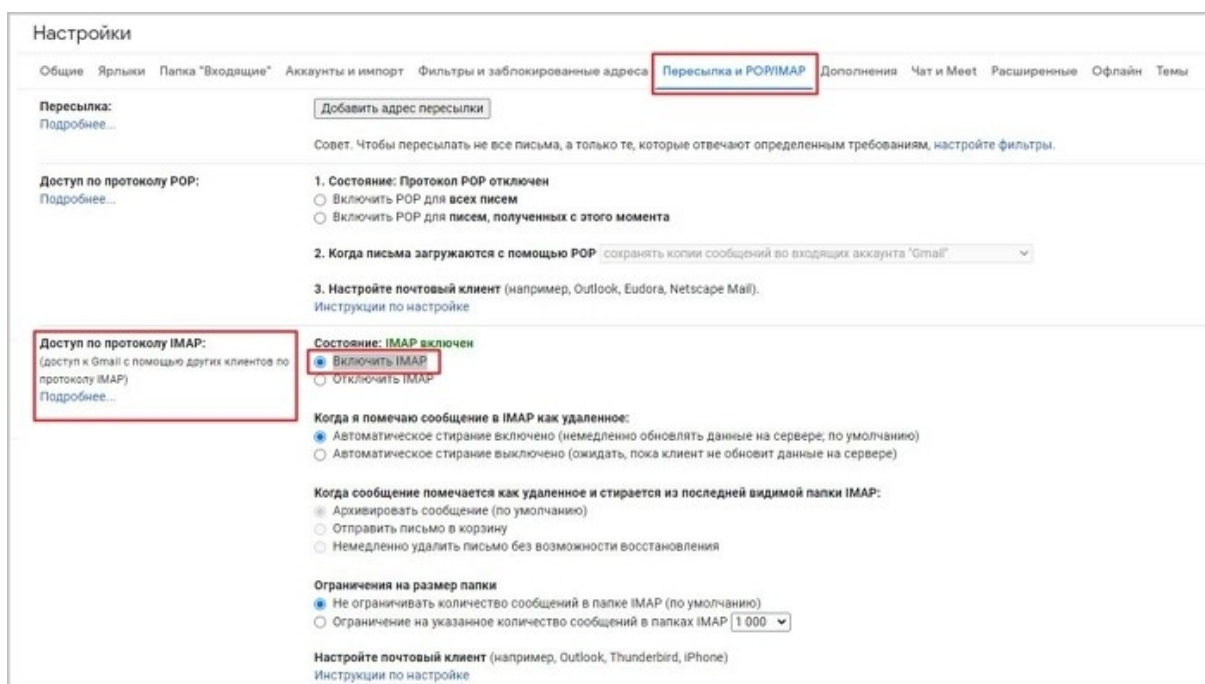 Настройки
Общие Ярлыки Папка "Входящие" Аккаунты и импорт Фильтры и заблокированные адреса Пересылка и POP/IMAP Дополнения Чат и Meet Расширенные Офлайн Темы
Пересылка:
Подробнее...
Добавить адрес пересылки
Совет. Чтобы пересылать не все письма, а только те, которые отвечают определенным требованиям, настройте фильтры.
Доступ по протоколу POP:
Подробнее...
1. Состояние: Протокол POP отключен
Включить POP для всех писем
Включить POP для писем, полученных с этого момента
2. Когда письма загружаются с помощью POP сохранять копии сообщений во входящих аккаунта "Gmail"
3. Настройте почтовый клиент (например, Outlook, Eudora, Netscape Mail).
Инструкции по настройке
Доступ по протоколу IMAP:
(доступ к Gmail с помощью других клиентов по
протоколу IMAP)
Подробнее...
Состояние: IMAP включен
Включить IMAP
Отключить IMAP
Когда я помечаю сообщение в IMAP как удаленное:
Автоматическое стирание включено (немедленно обновлять данные на сервере; по умолчанию)
Автоматическое стирание выключено (ожидать, пока клиент не обновит данные на сервере)
Когда сообщение помечается как удаленное и стирается из последней видимой папки IMAP:
Архивировать сообщение (по умолчанию)
Отправить письмо в корзину
Немедленно удалить письмо без возможности восстановления
Ограничения на размер папки
Не ограничивать количество сообщений в папке IMAP (по умолчанию)
Ограничение на указанное количество сообщений в папках IMAP 1 000
Настройте почтовый клиент (например, Outlook, Thunderbird, iPhone)
Инструкции по настройке